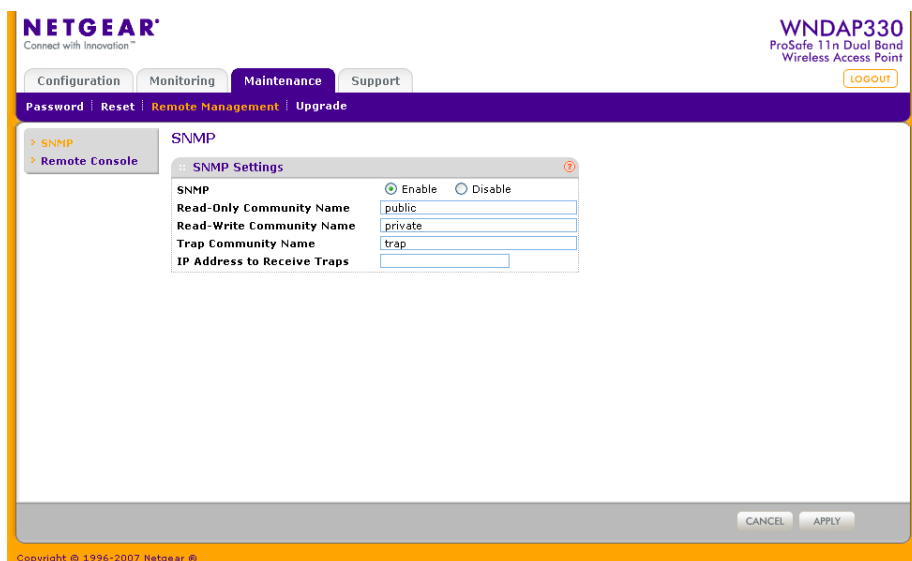 NETGEAR®
Connect with Innovation™
WNDAP330
ProSafe 11n Dual Band
Wireless Access Point
Configuration Monitoring Maintenance Support
LOGOUT
Password Reset Remote Management Upgrade
SNMP
Remote Console
SNMP
SNMP Settings ?
SNMP Enable Disable
Read-Only Community Name public
Read-Write Community Name private
Trap Community Name trap
IP Address to Receive Traps
CANCEL APPLY
Copyright © 1996-2007 Netgear ®